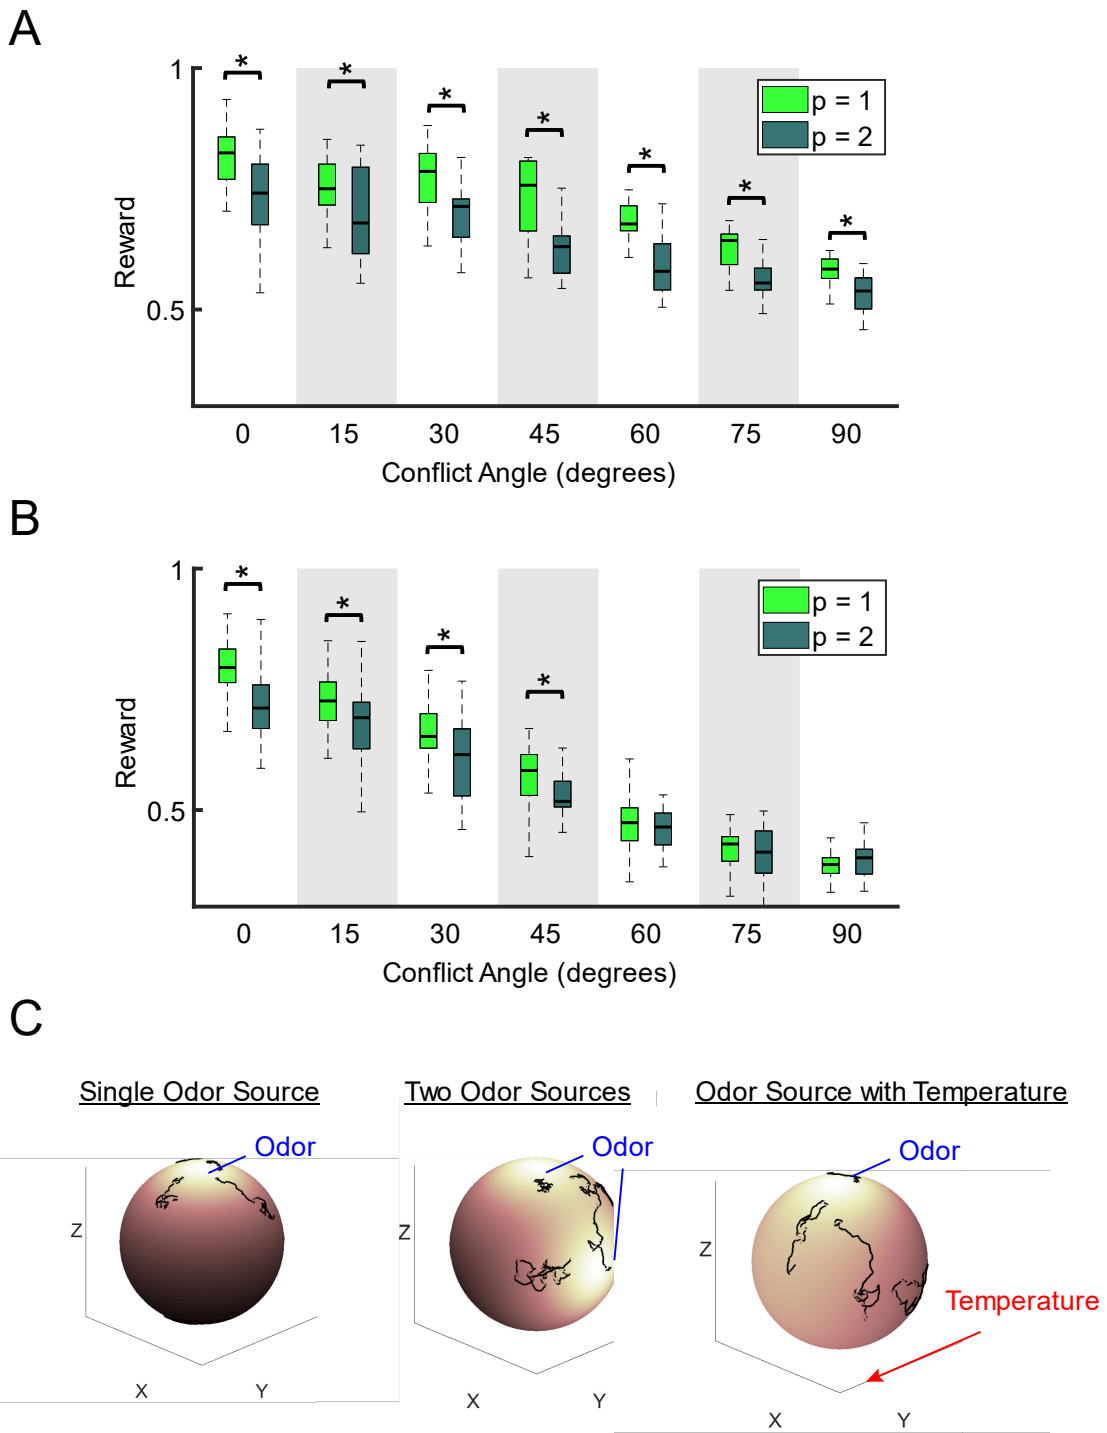 A
1
* * * * * * *
p = 1
p = 2
Reward
0.5
0 15 30 45 60 75 90
Conflict Angle (degrees)
B
1
* * * *
p = 1
p = 2
Reward
0.5
0 15 30 45 60 75 90
Conflict Angle (degrees)
C
Single Odor Source
Odor
Z
X Y
Two Odor Sources
Odor
Z
X Y
Odor Source with Temperature
Odor
Z
Temperature
X Y